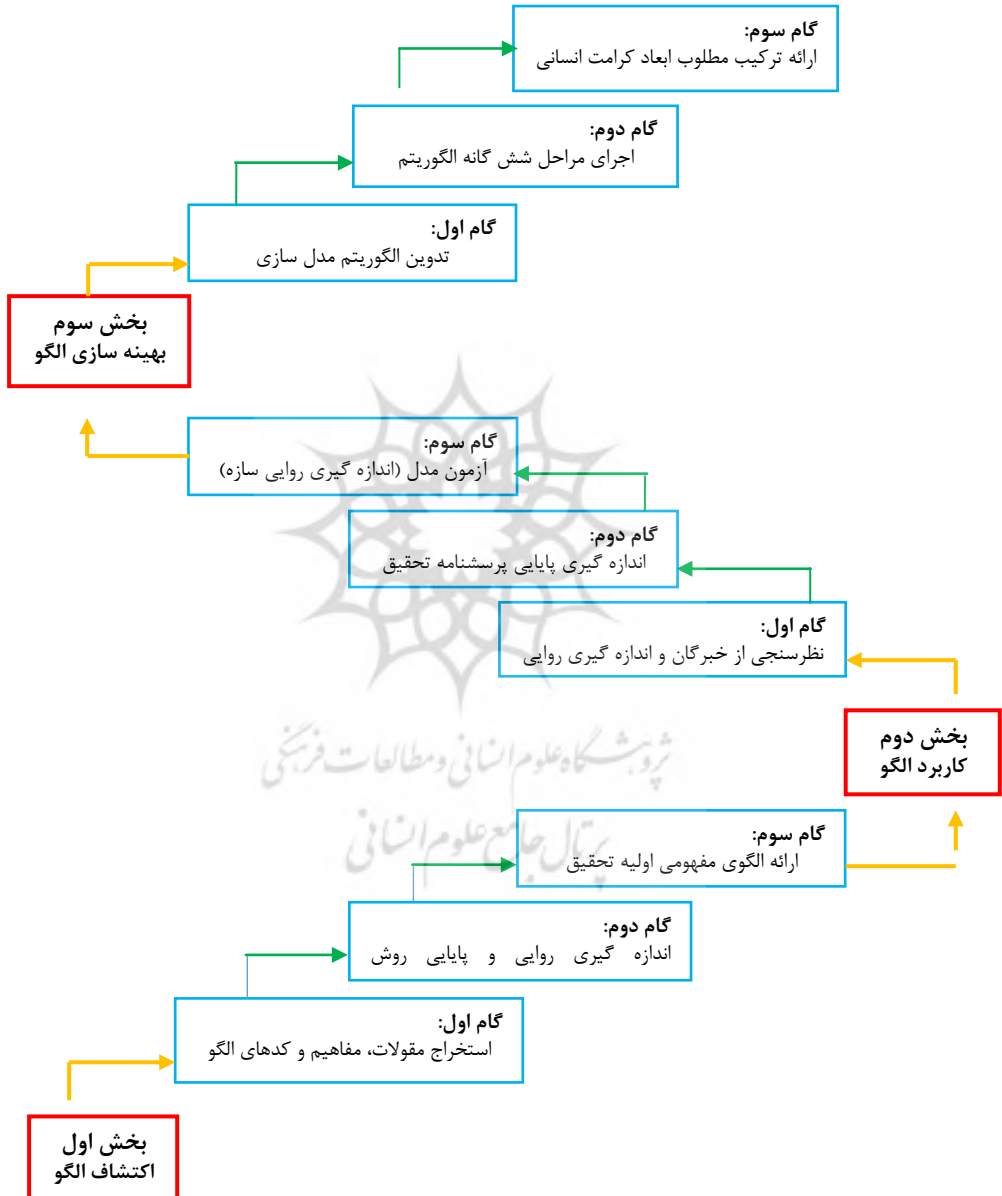 گام سوم:
ارائه ترکیب مطلوب ابعاد کرامت انسانی
گام دوم:
اجرای مراحل شش گانه الگوریتم
گام اول:
تدوین الگوریتم مدل سازی
بخش سوم
بهینه سازی الگو
گام سوم:
آزمون مدل (اندازه گیری روایی سازه)
گام دوم:
اندازه گیری پایایی پرسشنامه تحقیق
گام اول:
نظرسنجی از خبرگان و اندازه گیری روایی
بخش دوم
کاربرد الگو
پژوهشگاه علوم انسانی و مطالعات فرهنگی
پرتال جامع علوم انسانی
گام سوم:
ارائه الگوی مفهومی اولیه تحقیق
گام دوم:
اندازه گیری روایی و پایایی روش
گام اول:
استخراج مقولات، مفاهیم و کدهای الگو
بخش اول
اکتشاف الگو